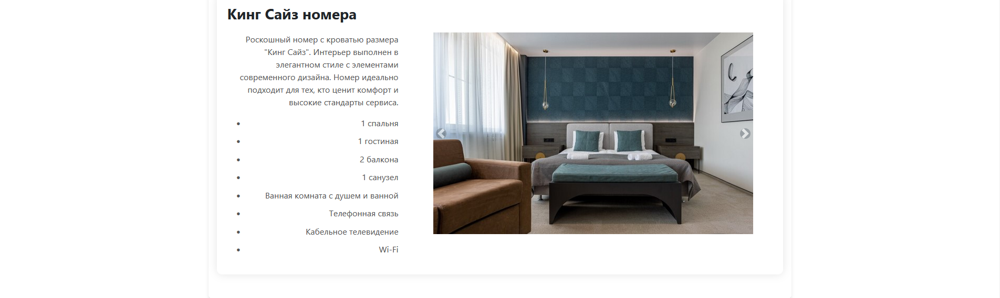 Кинг Сайз номера
Роскошный номер с кроватью размера
"Кинг Сайз". Интерьер выполнен в
элегантном стиле с элементами
современного дизайна. Номер идеально
подходит для тех, кто ценит комфорт и
высокие стандарты сервиса.
• 1 спальня
• 1 гостиная
• 2 балкона
• 1 санузел
• Ванная комната с душем и ванной
• Телефонная связь
• Кабельное телевидение
• Wi-Fi